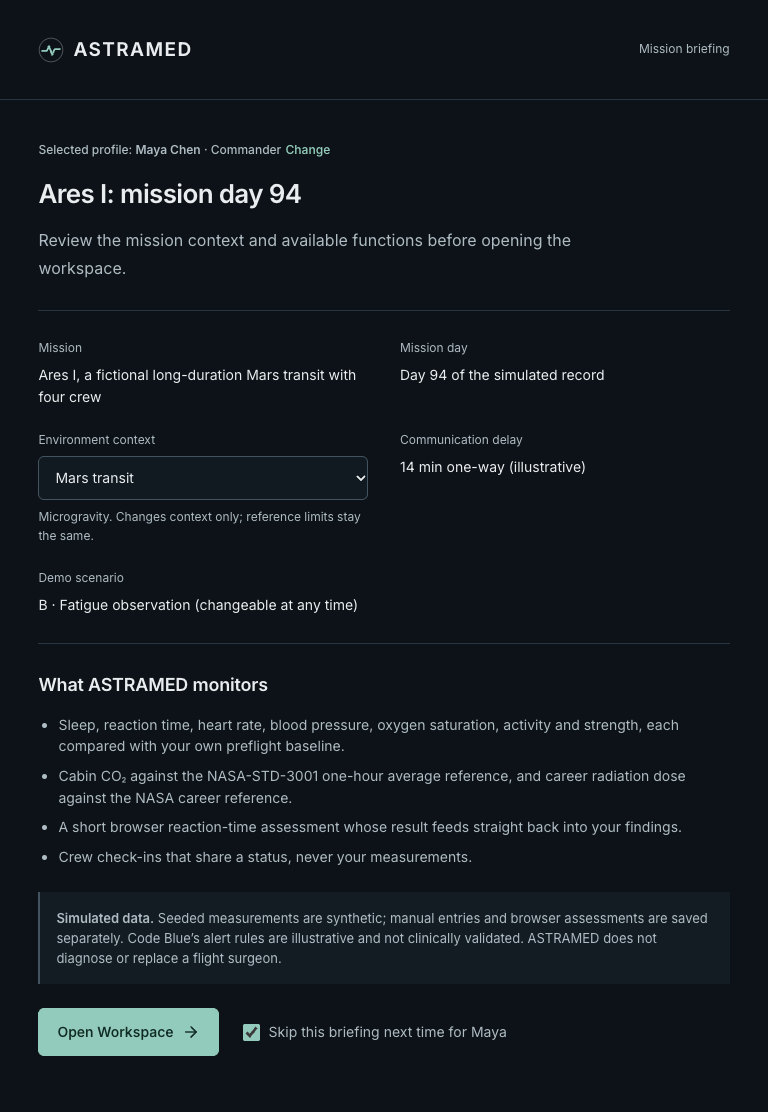 ASTRAMED
Mission briefing
Selected profile: Maya Chen · Commander Change
Ares I: mission day 94
Review the mission context and available functions before opening the
workspace.
Mission
Ares I, a fictional long-duration Mars transit with
four crew
Mission day
Day 94 of the simulated record
Environment context
Mars transit
Microgravity. Changes context only; reference limits stay
the same.
Communication delay
14 min one-way (illustrative)
Demo scenario
B · Fatigue observation (changeable at any time)
What ASTRAMED monitors
• Sleep, reaction time, heart rate, blood pressure, oxygen saturation, activity and strength, each
compared with your own preflight baseline.
• Cabin CO₂ against the NASA-STD-3001 one-hour average reference, and career radiation dose
against the NASA career reference.
• A short browser reaction-time assessment whose result feeds straight back into your findings.
• Crew check-ins that share a status, never your measurements.
Simulated data. Seeded measurements are synthetic; manual entries and browser assessments are saved
separately. Code Blue’s alert rules are illustrative and not clinically validated. ASTRAMED does not
diagnose or replace a flight surgeon.
Open Workspace →
Skip this briefing next time for Maya